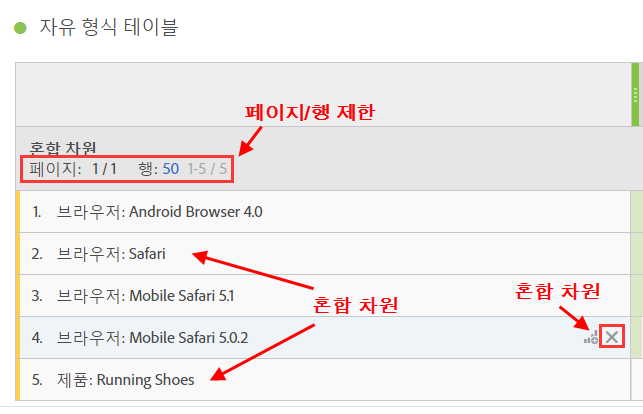 자유 형식 테이블
페이지/행 제한
혼합 차원
페이지: 1 / 1 행: 50 1-5 / 5
1. 브라우저: Android Browser 4.0
2. 브라우저: Safari
3. 브라우저: Mobile Safari 5.1
혼합 차원
혼합 차원
4. 브라우저: Mobile Safari 5.0.2
5. 제품: Running Shoes